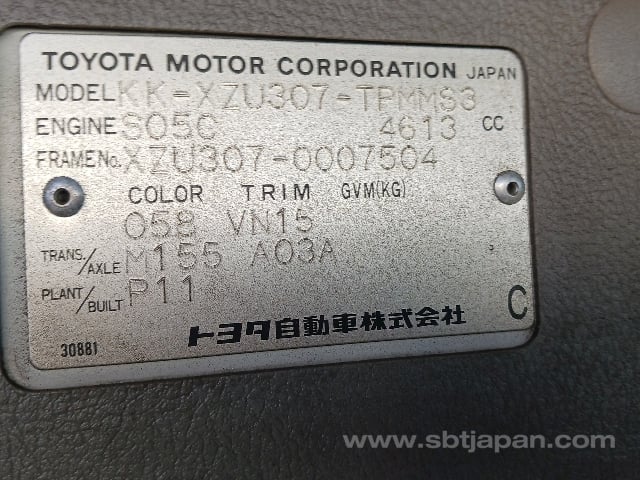 TOYOTA MOTOR CORPORATION JAPAN
MODEL KK-XZU307-TPMMS3
ENGINE S05C 4613 CC
FRAME No. XZU307-0007504
COLOR TRIM GVM(KG)
058 VN15
TRANS./AXLE M155 A03A
PLANT/BUILT P11
トヨタ自動車株式会社 C
30881
www.sbtjapan.com